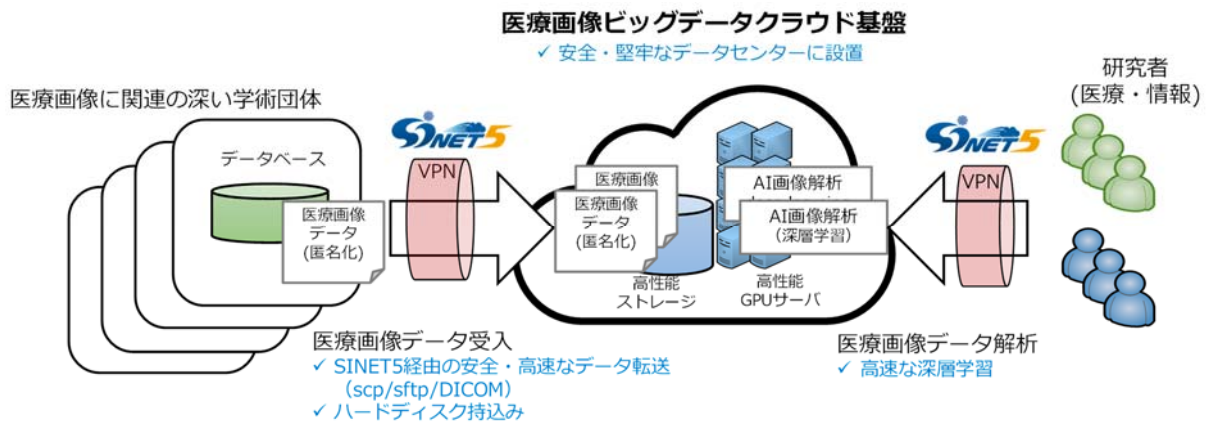 医療画像ビッグデータクラウド基盤
✓ 安全・堅牢なデータセンターに設置
医療画像に関連の深い学術団体
データベース
医療画像
データ
(匿名化)
SINET5
VPN
医療画像
医療画像
データ
(匿名化)
高性能
ストレージ
AI画像解析
AI画像解析
（深層学習）
高性能
GPUサーバ
SINET5
VPN
研究者
(医療・情報)
医療画像データ受入
✓ SINET5経由の安全・高速なデータ転送
（scp/sftp/DICOM）
✓ ハードディスク持込み
医療画像データ解析
✓ 高速な深層学習